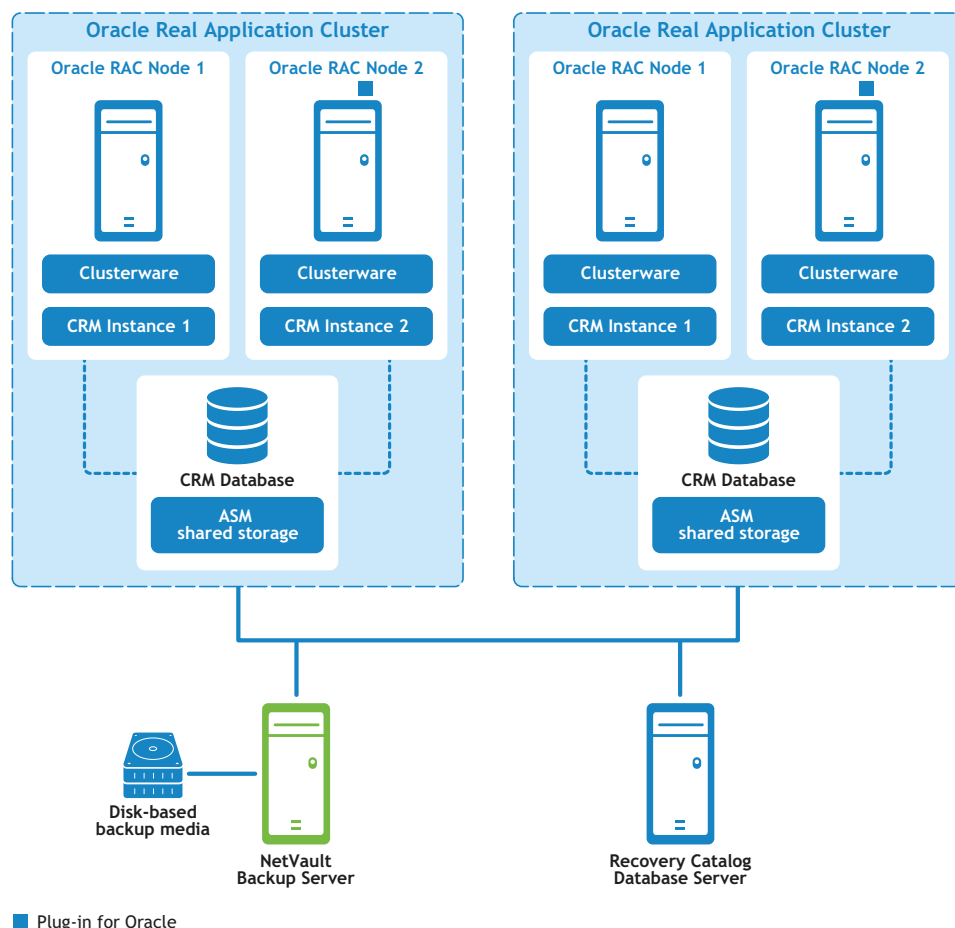 Oracle Real Application Cluster
Oracle RAC Node 1
Oracle RAC Node 2
Clusterware
Clusterware
CRM Instance 1
CRM Instance 2
CRM Database
ASM
shared storage
Oracle Real Application Cluster
Oracle RAC Node 1
Oracle RAC Node 2
Clusterware
Clusterware
CRM Instance 1
CRM Instance 2
CRM Database
ASM
shared storage
Disk-based
backup media
NetVault
Backup Server
Recovery Catalog
Database Server
Plug-in for Oracle